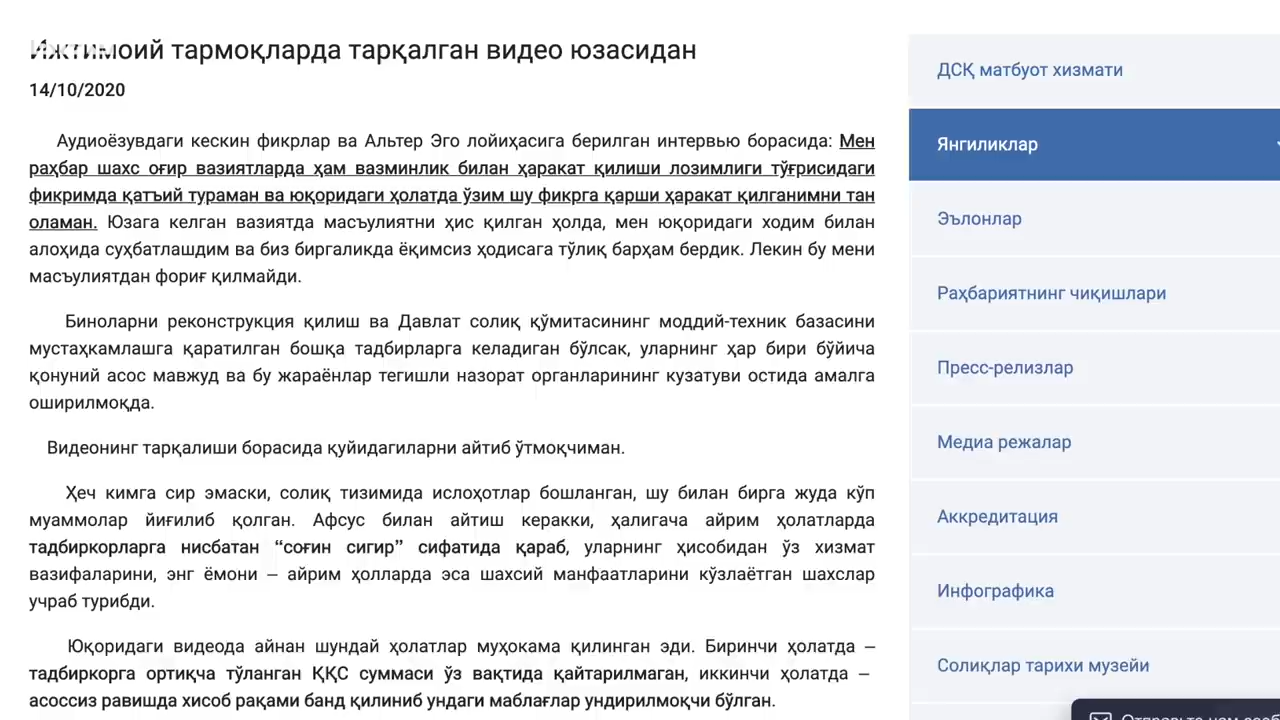 Ижтимоий тармоқларда тарқалган видео юзасидан
14/10/2020
Аудиоёзувдаги кескин фикрлар ва Альтер Эго лойиҳасига берилган интервью борасида: Мен
раҳбар шахс оғир вазиятларда ҳам вазминлик билан ҳаракат қилиши лозимлиги тўғрисидаги
фикримда қатъий тураман ва юқоридаги ҳолатда ўзим шу фикрга қарши ҳаракат қилганимни тан
оламан. Юзага келган вазиятда масъулиятни ҳис қилган ҳолда, мен юқоридаги ходим билан
алоҳида суҳбатлашдим ва биз биргаликда ёқимсиз ҳодисага тўлиқ барҳам бердик. Лекин бу мени
масъулиятдан фориғ қилмайди.
Биноларни реконструкция қилиш ва Давлат солиқ қўмитасининг моддий-техник базасини
мустаҳкамлашга қаратилган бошқа тадбирларга келадиган бўлсак, уларнинг ҳар бири бўйича
қонуний асос мавжуд ва бу жараёнлар тегишли назорат органларининг кузатуви остида амалга
оширилмоқда.
Видеонинг тарқалиши борасида қуйидагиларни айтиб ўтмоқчиман.
Ҳеч кимга сир эмаски, солиқ тизимида ислоҳотлар бошланган, шу билан бирга жуда кўп
муаммолар йиғилиб қолган. Афсус билан айтиш керакки, ҳалигача айрим ҳолатларда
тадбиркорларга нисбатан “соғин сигир” сифатида қараб, уларнинг ҳисобидан ўз хизмат
вазифаларини, энг ёмони – айрим ҳолларда эса шахсий манфаатларини кўзлаётган шахслар
учраб турибди.
Юқоридаги видеода айнан шундай ҳолатлар муҳокама қилинган эди. Биринчи ҳолатда –
тадбиркорга ортиқча тўланган ҚҚС суммаси ўз вақтида қайтарилмаган, иккинчи ҳолатда –
асоссиз равишда хисоб рақами банд қилиниб ундаги маблағлар ундирилмоқчи бўлган.
ДСҚ матбуот хизмати
Янгиликлар
Эълонлар
Раҳбариятнинг чиқишлари
Пресс-релизлар
Медиа режалар
Аккредитация
Инфографика
Солиқлар тарихи музейи